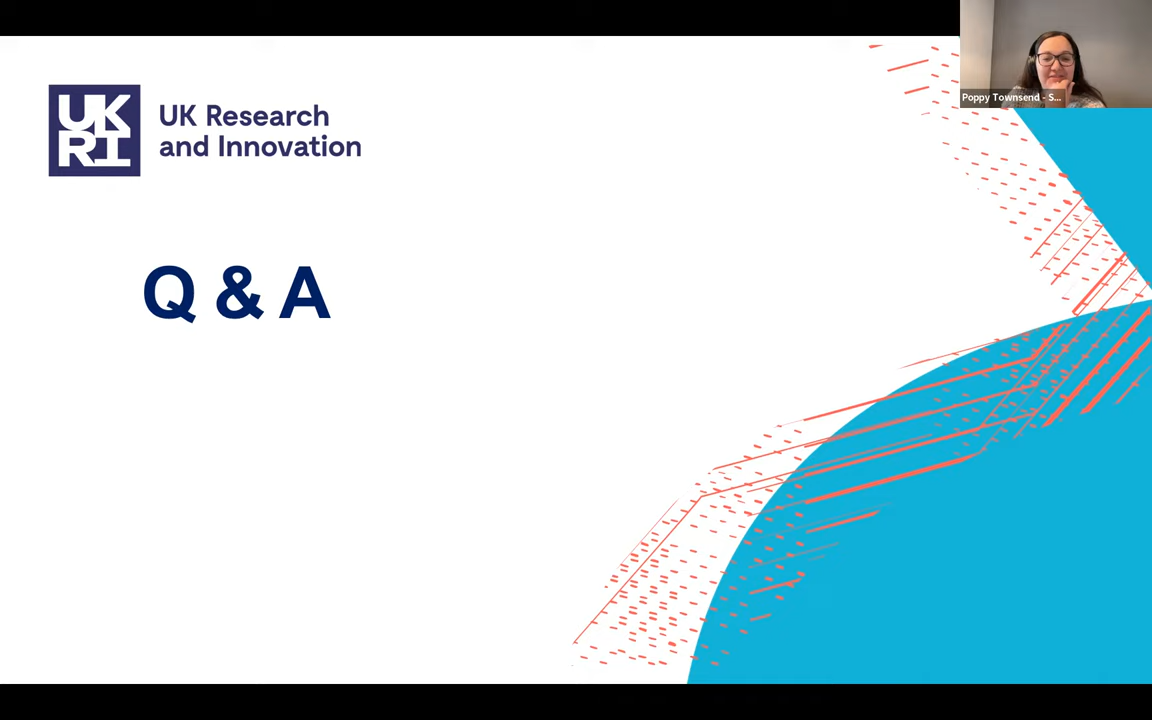 UK
RI
UK Research
and Innovation
Q & A
Poppy Townsend - S...